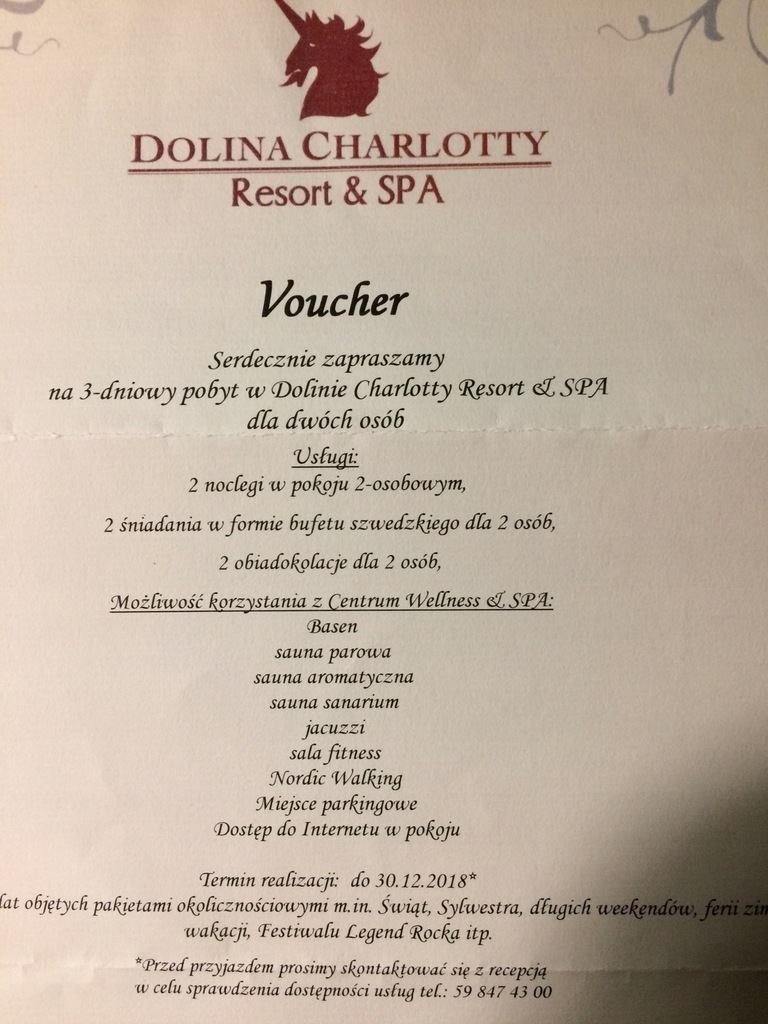 DOLINA CHARLOTTY
Resort & SPA
Voucher
Serdecznie zapraszamy
na 3-dniowy pobyt w Dolinie Charlotty Resort & SPA
dla dwóch osób
Usługi:
2 noclegi w pokoju 2-osobowym,
2 śniadania w formie bufetu szwedzkiego dla 2 osób,
2 obiadokolacje dla 2 osób,
Możliwość korzystania z Centrum Wellness & SPA:
Basen
sauna parowa
sauna aromatyczna
sauna sanarium
jacuzzi
sala fitness
Nordic Walking
Miejsce parkingowe
Dostęp do Internetu w pokoju
Termin realizacji: do 30.12.2018*
objętych pakietami okolicznościowymi m.in. Świąt, Sylwestra, długich weekendów, ferii
wakacji, Festiwalu Legend Rocka itp.
*Przed przyjazdem prosimy skontaktować się z recepcją
w celu sprawdzenia dostępności usług tel.: 59 847 43 00